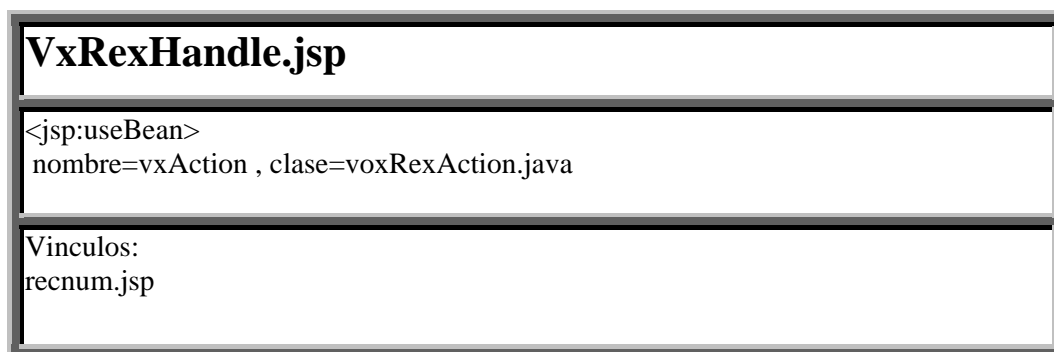 VxRexHandle.jsp
<jsp:useBean>
nombre=vxAction , clase=voxRexAction.java
Vinculos:
recnum.jsp